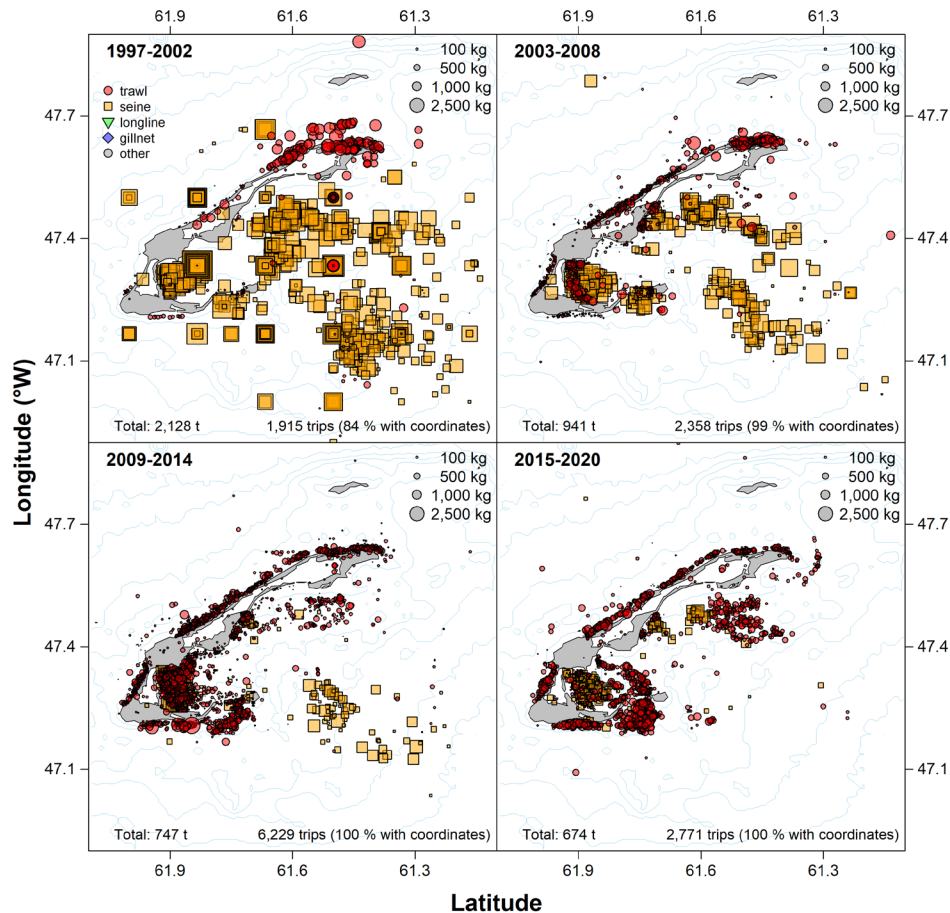 61.9 61.6 61.3 61.9 61.6 61.3
1997-2002
100 kg
500 kg
1,000 kg
2,500 kg
trawl
seine
longline
gillnet
other
Total: 2,128 t 1,915 trips (84 % with coordinates)
2003-2008
100 kg
500 kg
1,000 kg
2,500 kg
Total: 941 t 2,358 trips (99 % with coordinates)
47.7
47.4
47.1
47.7
47.4
47.1
Longitude (°W)
2009-2014
100 kg
500 kg
1,000 kg
2,500 kg
Total: 747 t 6,229 trips (100 % with coordinates)
2015-2020
100 kg
500 kg
1,000 kg
2,500 kg
Total: 674 t 2,771 trips (100 % with coordinates)
47.7
47.4
47.1
47.7
47.4
47.1
61.9 61.6 61.3 61.9 61.6 61.3
Latitude